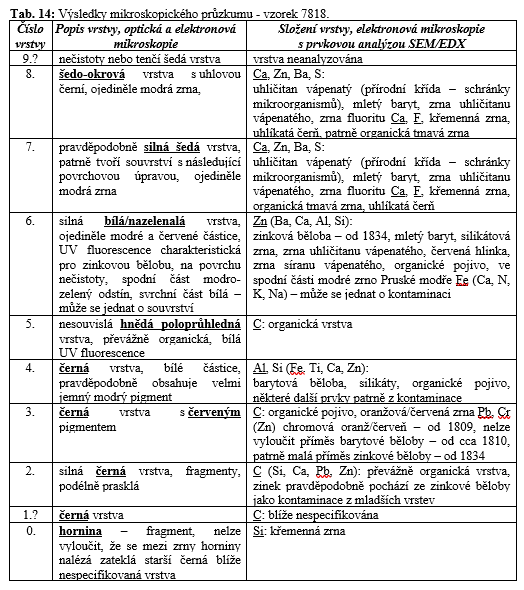 Tab. 14: Výsledky mikroskopického průzkumu - vzorek 7818.
Číslo vrstvy
Popis vrstvy, optická a elektronová mikroskopie
Složení vrstvy, elektronová mikroskopie s prvkovou analýzou SEM/EDX
9.?
nečistoty nebo tenčí šedá vrstva
vrstva neanalyzována
8.
šedo-okrová vrstva s uhlovou
černí, ojediněle modrá zrna,
Ca, Zn, Ba, S:
uhličitan vápenatý (přírodní křída – schránky
mikroorganismů), mletý baryt, zrna uhličitanu
vápenatého, zrna fluoritu Ca, F, křemenná zrna,
uhlíkatá čerň, patrně organická tmavá zrna
7.
pravděpodobně silná šedá vrstva,
patrně tvoří souvrství s následující
povrchovou úpravou, ojediněle
modrá zrna
Ca, Zn, Ba, S:
uhličitan vápenatý (přírodní křída – schránky
mikroorganismů), mletý baryt, zrna uhličitanu
vápenatého, zrna fluoritu Ca, F, křemenná zrna,
organická tmavá zrna, uhlíkatá čerň
6.
silná bílá/nazelenalá vrstva,
ojediněle modré a červené částice,
UV fluorescence charakteristická
pro zinkovou bělobu, na povrchu
nečistoty, spodní část modro-
zelený odstín, svrchní část bílá –
může se jednat o souvrství
Zn (Ba, Ca, Al, Si):
zinková běloba – od 1834, mletý baryt, silikátová
zrna, zrna uhličitanu vápenatého, červená hlinka,
zrna síranu vápenatého, organické pojivo, ve
spodní části modré zrno Pruské modře Fe (Ca, N,
K, Na) – může se jednat o kontaminaci
5.
nesouvislá hnědá poloprůhledná
vrstva, převážně organická, bílá
UV fluorescence
C: organická vrstva
4.
černá vrstva, bílé částice,
pravděpodobně obsahuje velmi
jemný modrý pigment
Al, Si (Fe, Ti, Ca, Zn):
barytová běloba, silikáty, organické pojivo,
některé další prvky patrně z kontaminace
3.
černá vrstva s červeným
pigmentem
C: organické pojivo, oranžová/červená zrna Pb, Cr
(Zn) chromová oranž/červeň – od 1809, nelze
vyloučit příměs barytové běloby – od cca 1810,
patrně malá příměs zinkové běloby – od 1834
2.
silná černá vrstva, fragmenty,
podélně prasklá
C (Si, Ca, Pb, Zn): převážně organická vrstva,
zinek pravděpodobně pochází ze zinkové běloby
jako kontaminace z mladších vrstev
1.?
černá vrstva
C: blíže nespecifikována
0.
hornina – fragment, nelze
vyloučit, že se mezi zrny horniny
nalézá zateklá starší černá blíže
nespecifikovaná vrstva
Si: křemenná zrna